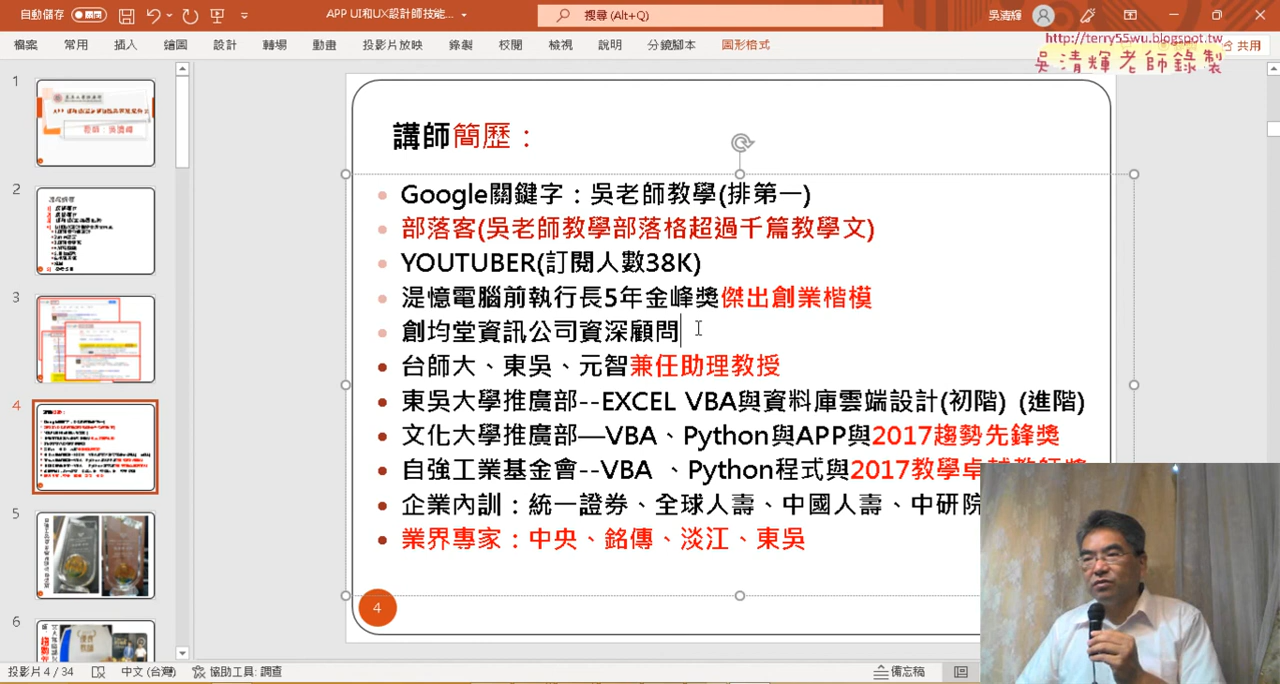 自動儲存
關閉
APP UI和UX設計師技能...
搜尋 (Alt+Q)
吳清輝
檔案 常用 插入 繪圖 設計 轉場 動畫 投影片放映 錄製 校閱 檢視 說明 分鏡腳本 圖形格式
共用
http://terry55wu.blogspot.tw
吳清輝老師錄製
講師簡歷：
Google關鍵字：吳老師教學(排第一)
部落客(吳老師教學部落格超過千篇教學文)
YOUTUBER(訂閱人數38K)
湜憶電腦前執行長5年金峰獎傑出創業楷模
創均堂資訊公司資深顧問
台師大、東吳、元智兼任助理教授
東吳大學推廣部--EXCEL VBA與資料庫雲端設計(初階) (進階)
文化大學推廣部—VBA、Python與APP與2017趨勢先鋒獎
自強工業基金會--VBA 、Python程式與2017教學卓越教師獎
企業內訓：統一證券、全球人壽、中國人壽、中研院
業界專家：中央、銘傳、淡江、東吳
4
1
2
3
4
5
6
投影片 4 / 34
中文 (台灣)
協助工具: 調查
備忘稿